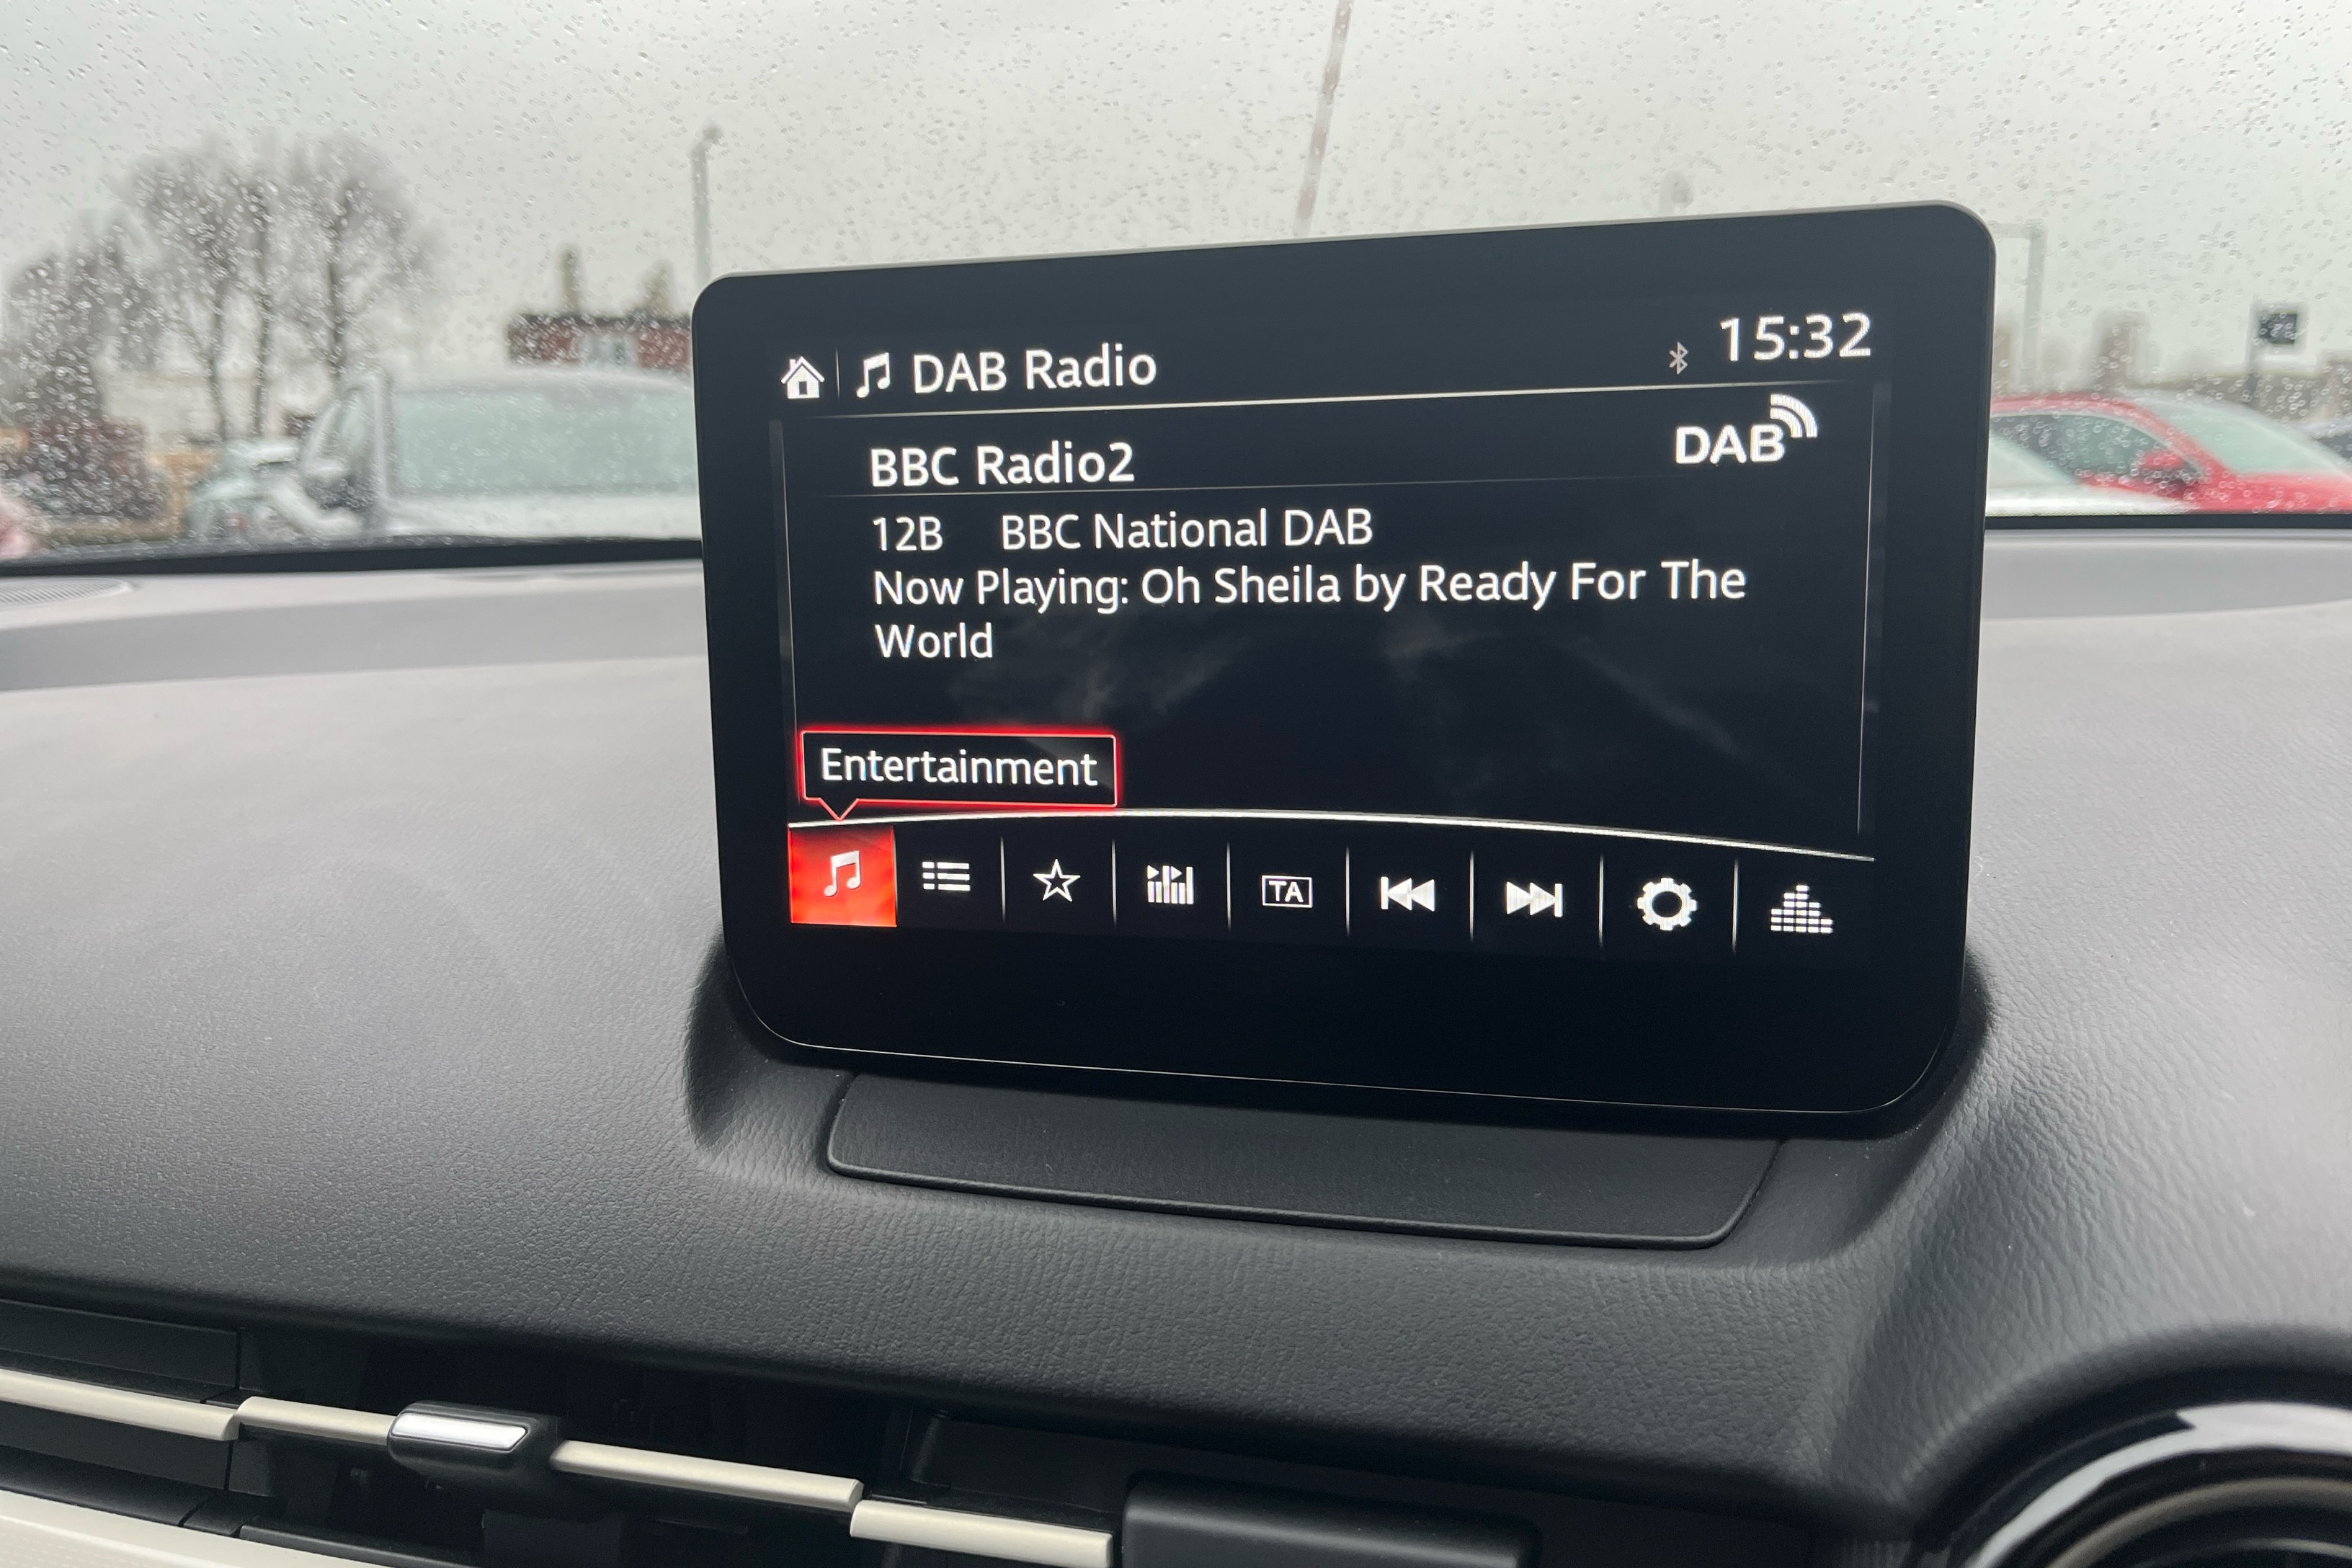 DAB Radio
15:32
BBC Radio2
DAB
12B BBC National DAB
Now Playing: Oh Sheila by Ready For The
World
Entertainment
TA